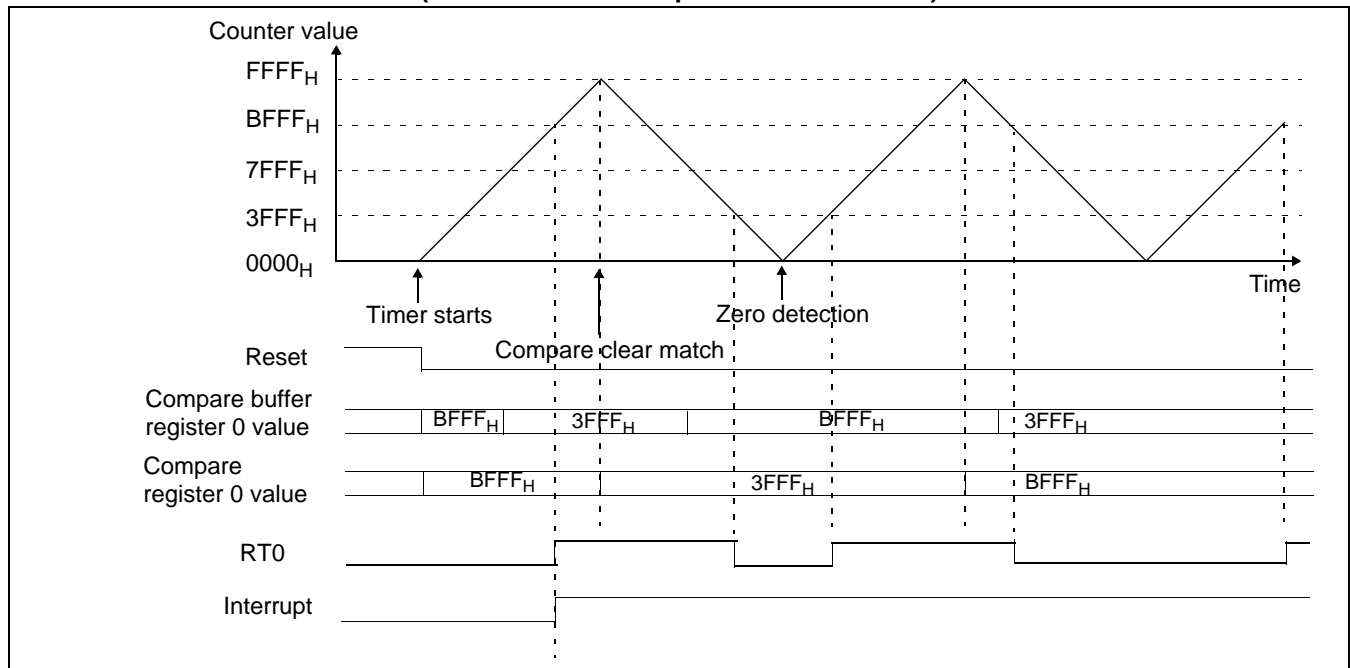 Counter value
FFFFH
BFFFH
7FFFH
3FFFH
0000H
Time
Timer starts
Zero detection
Compare clear match
Reset
Compare buffer
register 0 value
BFFFH
3FFFH
BFFFH
3FFFH
Compare
register 0 value
BFFFH
3FFFH
BFFFH
RT0
Interrupt